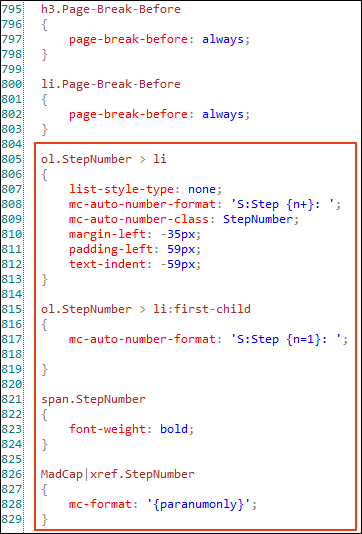 795 h3.Page-Break-Before
796 {
797 page-break-before: always;
798 }
799
800 li.Page-Break-Before
801 {
802 page-break-before: always;
803 }
804
805 ol.StepNumber > li
806 {
807 list-style-type: none;
808 mc-auto-number-format: 'S:Step {n+}: ';
809 mc-auto-number-class: StepNumber;
810 margin-left: -35px;
811 padding-left: 59px;
812 text-indent: -59px;
813 }
814
815 ol.StepNumber > li:first-child
816 {
817 mc-auto-number-format: 'S:Step {n=1}: ';
818
819 }
820
821 span.StepNumber
822 {
823 font-weight: bold;
824 }
825
826 MadCap|xref.StepNumber
827 {
828 mc-format: '{paranumonly}';
829 }